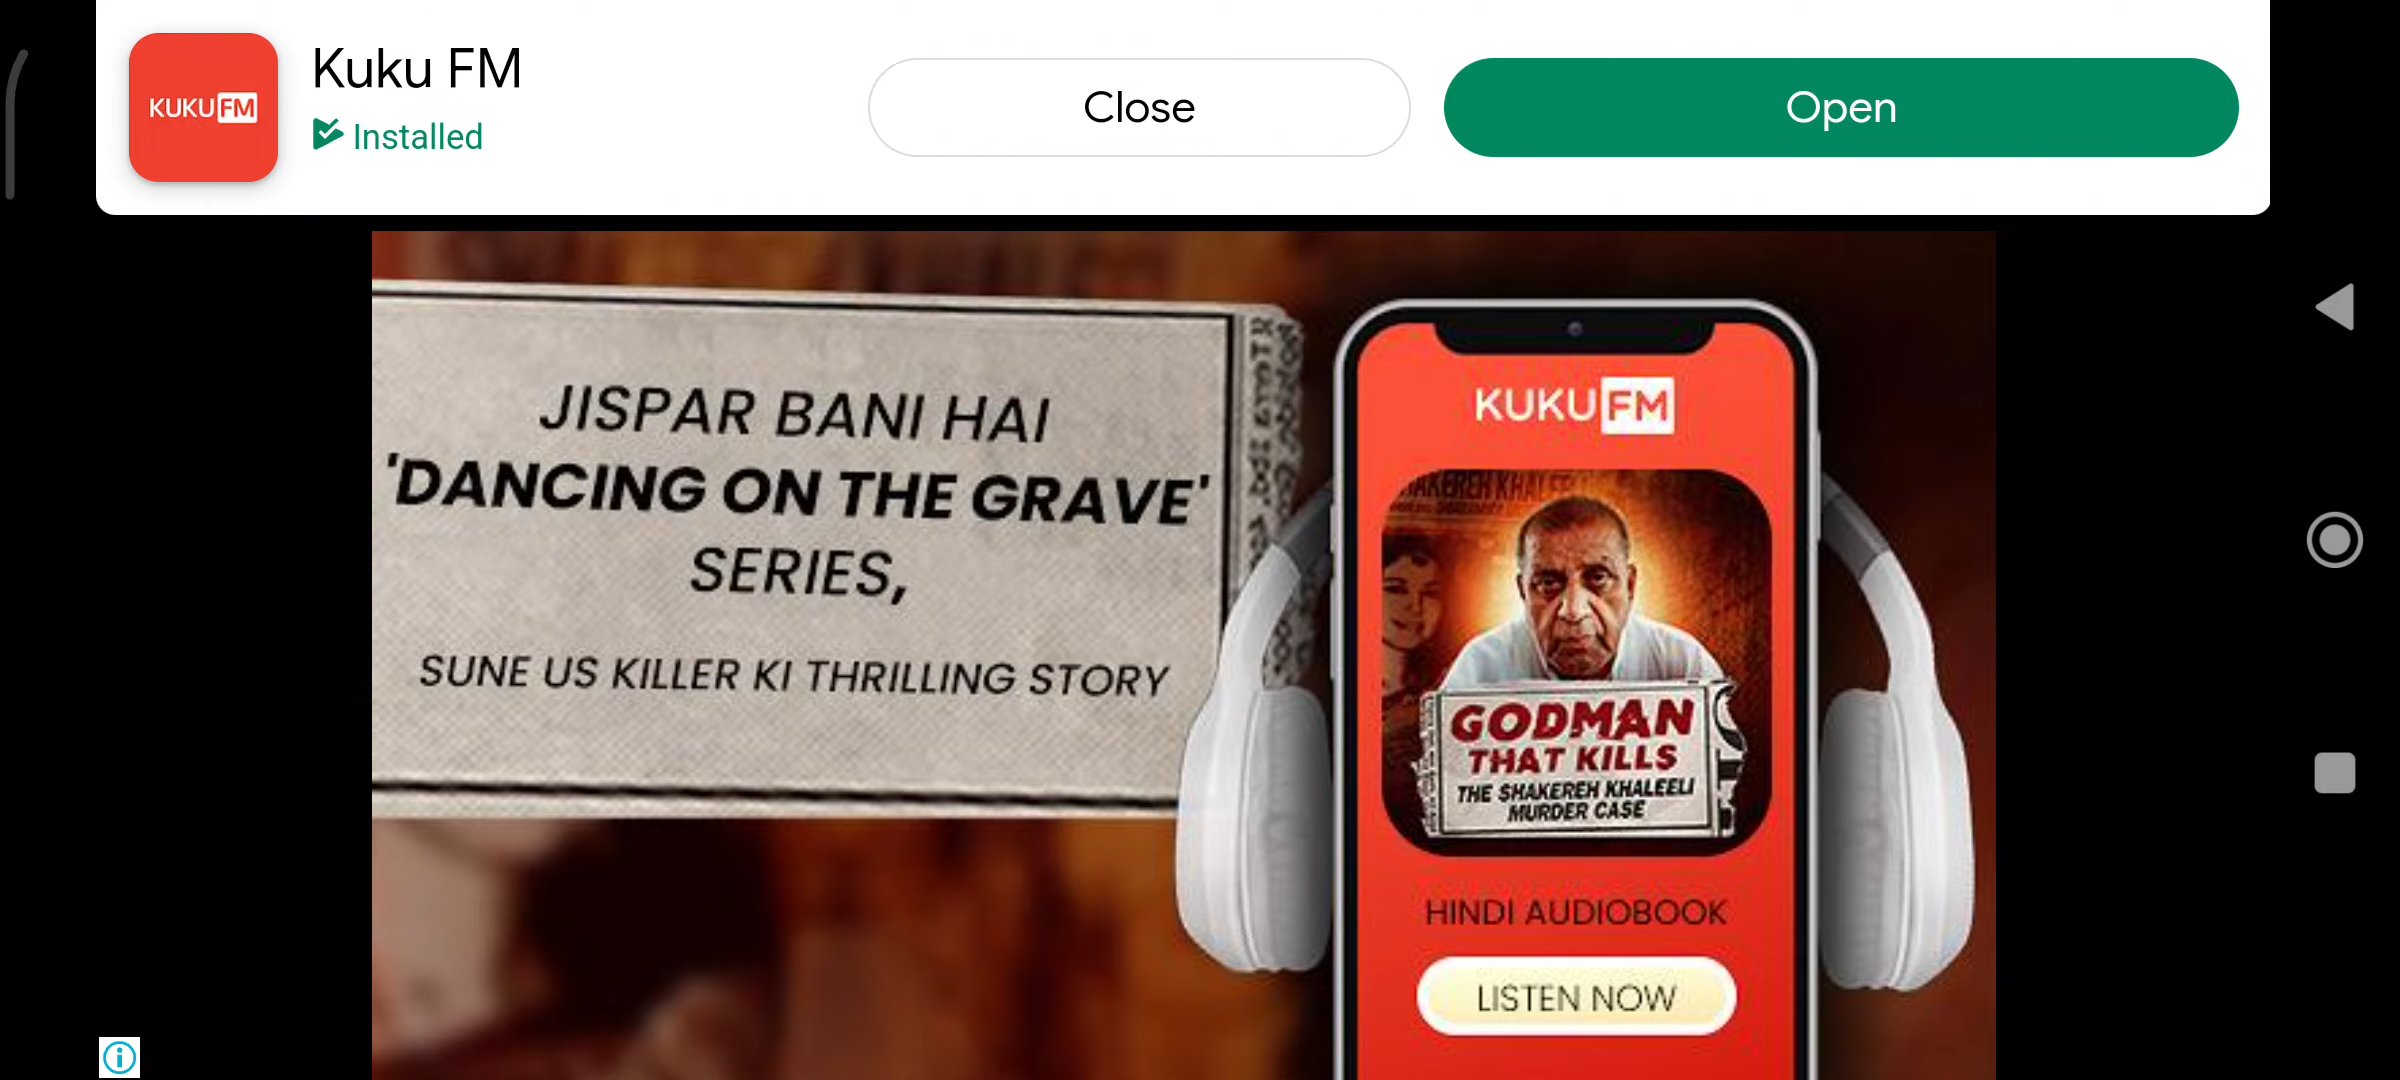 KUKU FM
Kuku FM
Installed
Close
Open
JISPAR BANI HAI
'DANCING ON THE GRAVE'
SERIES,
SUNE US KILLER KI THRILLING STORY
KUKU FM
GODMAN
THAT KILLS
THE SHAKEREH KHALEELI
MURDER CASE
HINDI AUDIOBOOK
LISTEN NOW